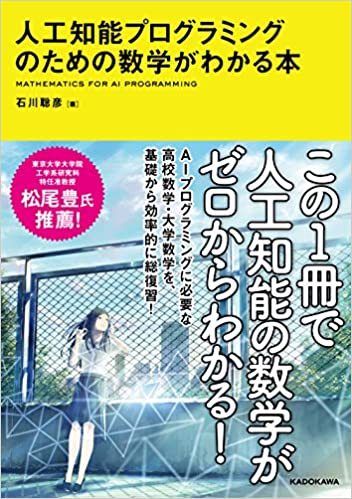 人工知能プログラミング
のための数学がわかる本
MATHEMATICS FOR AI PROGRAMMING
石川聡彦[著]
東京大学大学院
工学系研究科
特任准教授
松尾豊氏
推薦!
この1冊で
人工知能の数学が
ゼロからわかる!
AIプログラミングに必要な
高校数学・大学数学を、
基礎から効率的に総復習!
KADOKAWA